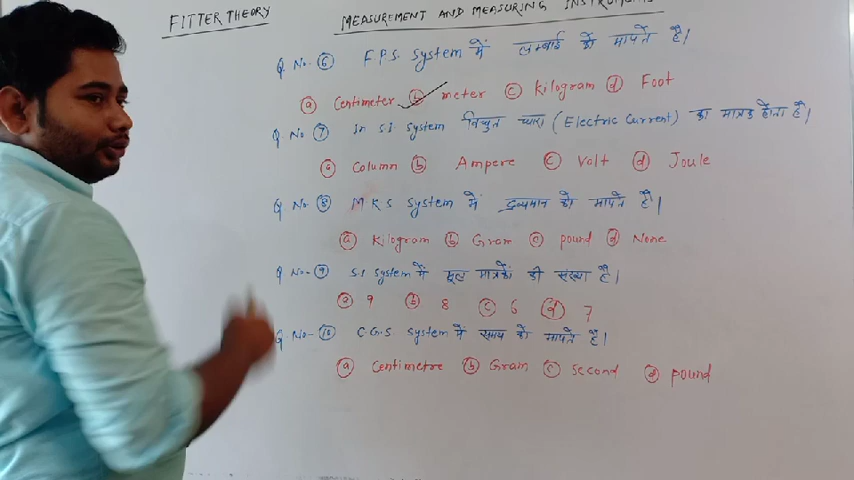 FITTER THEORY
MEASUREMENT AND MEASURING
Q No- 6 F.P.S. System में लम्बाई को मापते है।
a Centimeter b meter c Kilogram d Foot
Q No- 7 In S.I System विधुत धारा (Electric Current) का मात्रक होता है।
a Column b Ampere c Volt d Joule
Q No- 8 M K S System में द्रव्यमान को मापते है।
a Kilogram b Gram c pound d None
Q No- 9 S.I System में मूल मात्रकों की संख्या है।
a 9 b 8 c 6 d 7
Q No- 10 C.G.S System में समय को मापते है।
a Centimetre b Gram c Second d pound